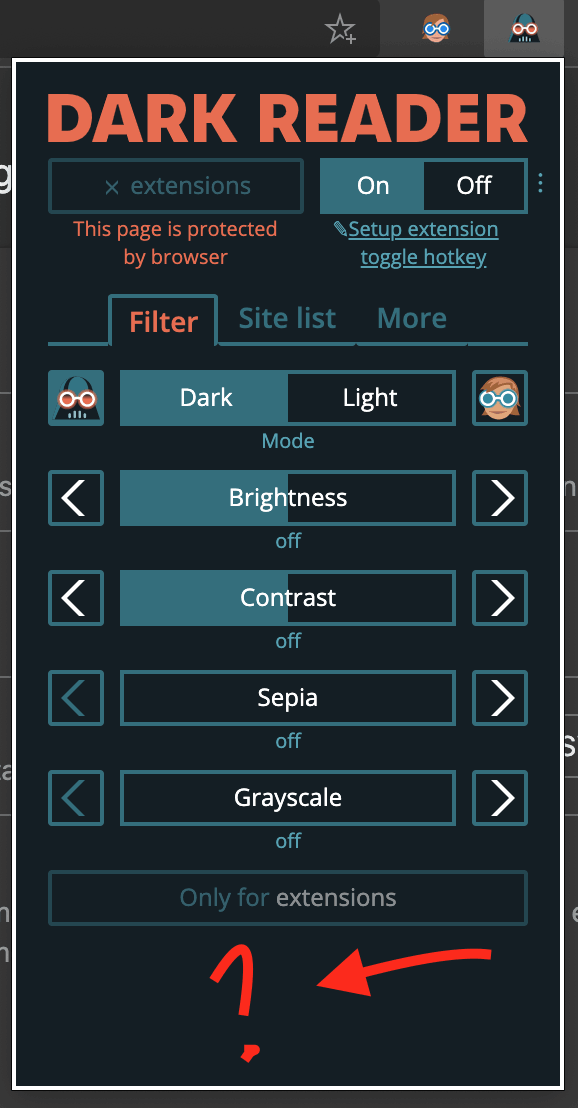 g
DARK READER
× extensions
On
Off
This page is protected
by browser
✎Setup extension
toggle hotkey
Filter
Site list
More
Dark
Light
Mode
s
n
Brightness
off
Contrast
off
Sepia
s
off
ta
Grayscale
off
Only for extensions
n
e
n
?